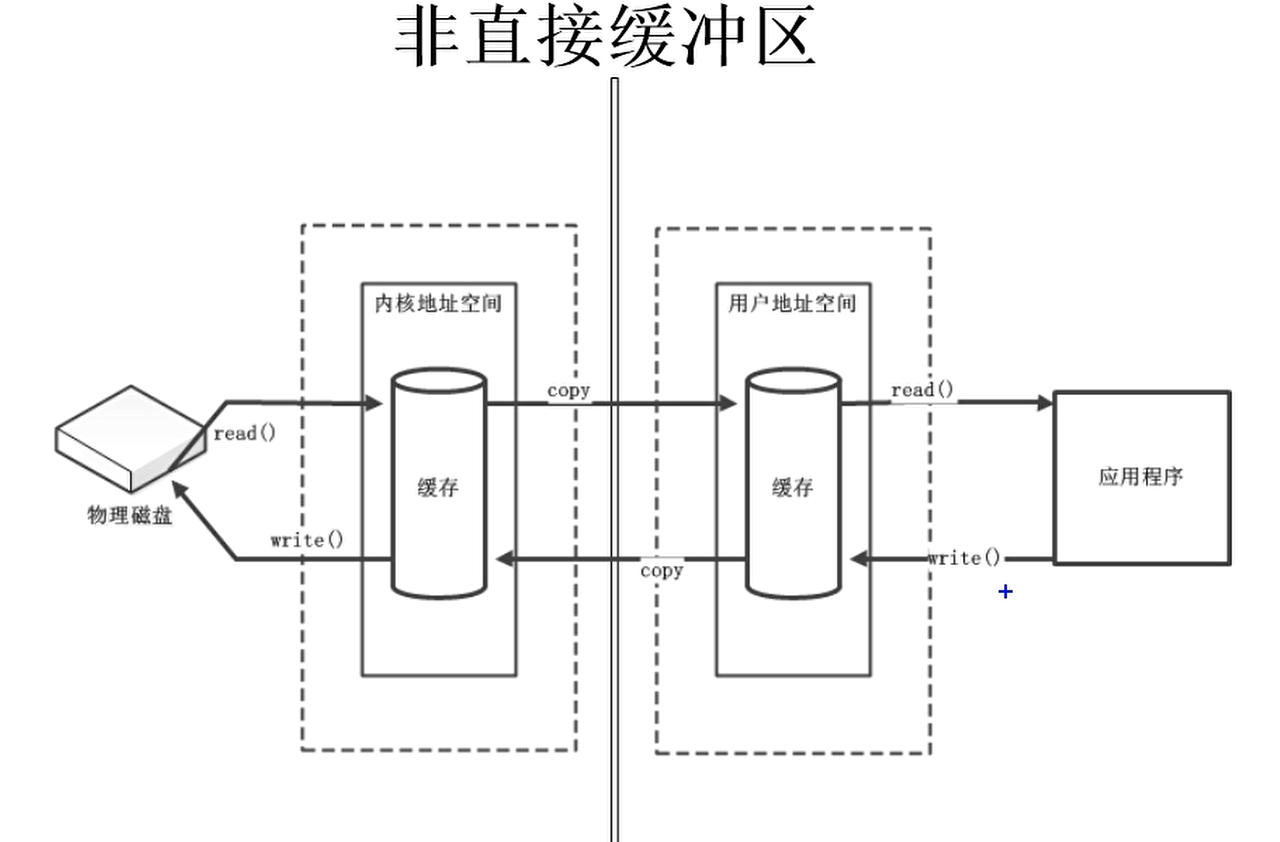 非直接缓冲区
内核地址空间
用户地址空间
copy
read()
read()
缓存
缓存
应用程序
物理磁盘
write()
copy
write()